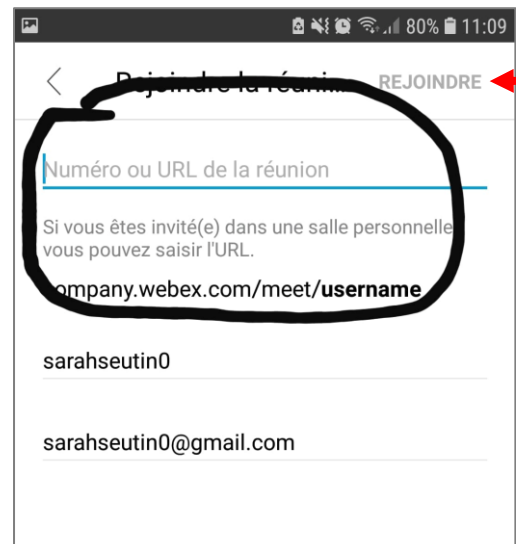 80% 11:09
Rejoindre la réuni... REJOINDRE
Numéro ou URL de la réunion
Si vous êtes invité(e) dans une salle personnelle
vous pouvez saisir l'URL.
company.webex.com/meet/username
sarahseutin0
sarahseutin0@gmail.com